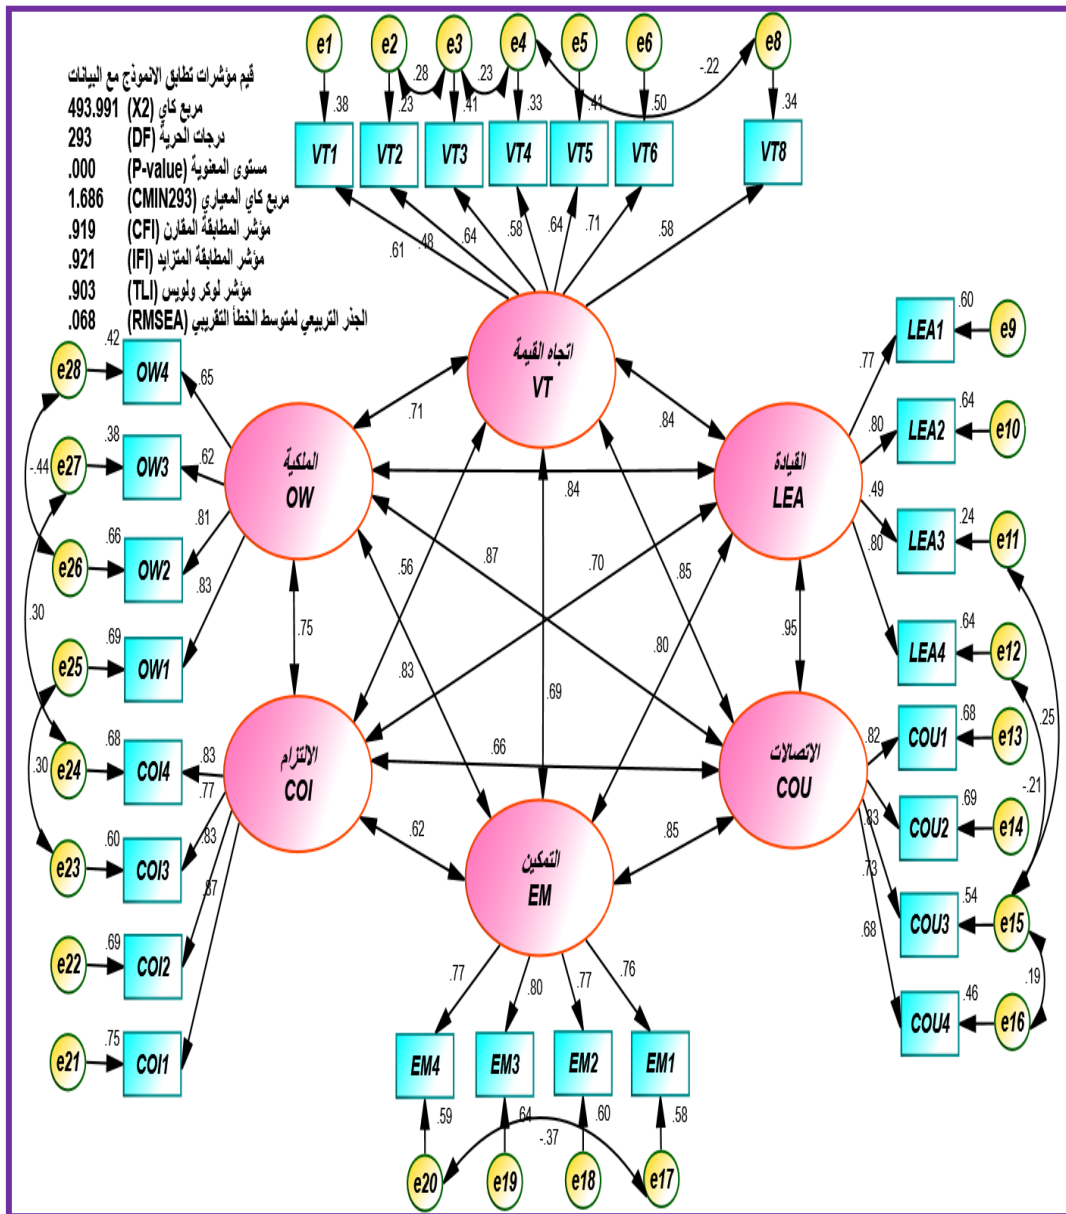 e1 e2 e3 e4 e5 e6 e8
قيم مؤشرات تطابق الانموذج مع البيانات
مربع كاي (X2) 493.991
درجات الحرية (DF) 293
مستوى المعنوية (P-value) .000
مربع كاي المعياري (CMIN293) 1.686
مؤشر المطابقة المقارن (CFI) .919
مؤشر المطابقة المتزايد (IFI) .921
مؤشر لوكر ولويس (TLI) .903
الجذر التربيعي لمتوسط الخطأ التقريبي (RMSEA) .068
.28 .23 -.22
.38 .23 .41 .33 .41 .50 .34
VT1 VT2 VT3 VT4 VT5 VT6 VT8
.61 .48 .64 .58 .64 .71 .58
اتجاه القيمة
VT
الملكية
OW
القيادة
LEA
الالتزام
COI
الاتصالات
COU
التمكين
EM
.71 .84
.84
.56 .87 .70 .85
.75 .83 .69 .80 .95
.66
.62 .85
e28 .42 OW4 .65
e27 .38 OW3 .62
e26 .66 OW2 .81
e25 .69 OW1 .83
e24 .68 COI4 .83
e23 .60 COI3 .77
e22 .69 COI2 .83
e21 .75 COI1 .87
-.44
.30
.30
.77 LEA1 .60 e9
.80 LEA2 .64 e10
.49 LEA3 .24 e11
.80 LEA4 .64 e12
.82 COU1 .68 e13
.83 COU2 .69 e14
.73 COU3 .54 e15
.68 COU4 .46 e16
.25
-.21
.19
.77 .80 .77 .76
EM4 EM3 EM2 EM1
.59 .64 .60 .58
-.37
e20 e19 e18 e17